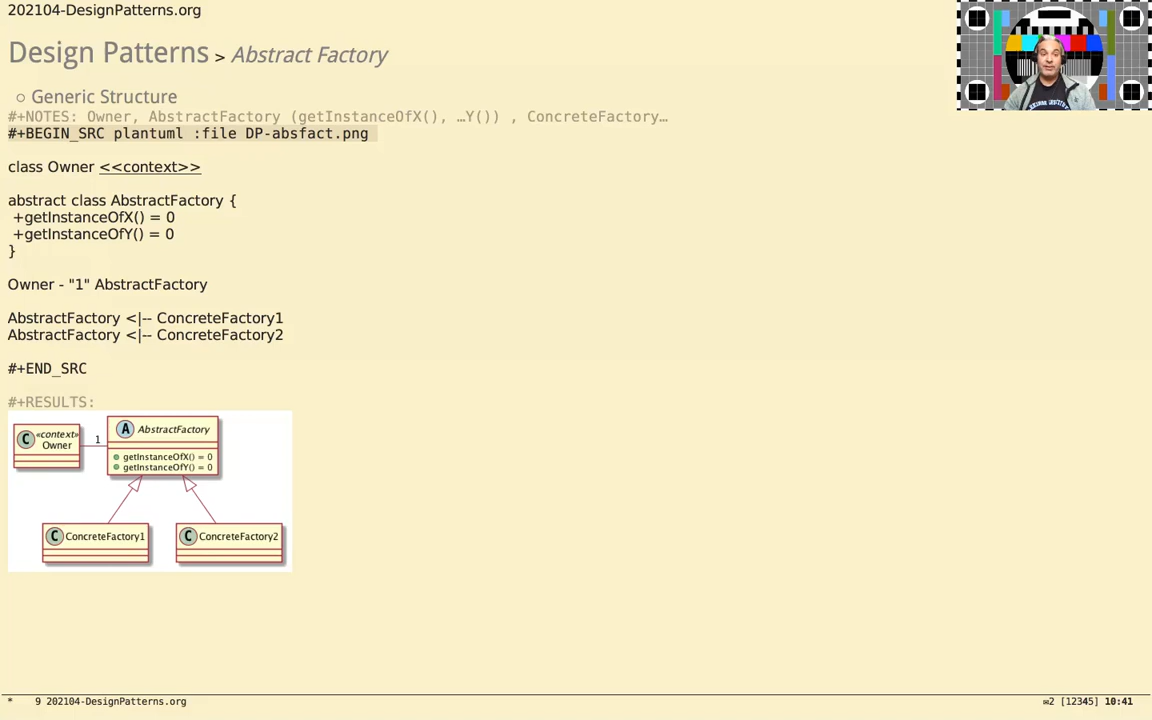 202104-DesignPatterns.org
Design Patterns > Abstract Factory
○ Generic Structure
#+NOTES: Owner, AbstractFactory (getInstanceOfX(), …Y()) , ConcreteFactory…
#+BEGIN_SRC plantuml :file DP-absfact.png
class Owner <<context>>
abstract class AbstractFactory {
+getInstanceOfX() = 0
+getInstanceOfY() = 0
}
Owner - "1" AbstractFactory
AbstractFactory <|-- ConcreteFactory1
AbstractFactory <|-- ConcreteFactory2
#+END_SRC
#+RESULTS:
C «context» Owner
1
A AbstractFactory
getInstanceOfX() = 0
getInstanceOfY() = 0
C ConcreteFactory1
C ConcreteFactory2
* 9 202104-DesignPatterns.org ✉2 [12345] 10:41